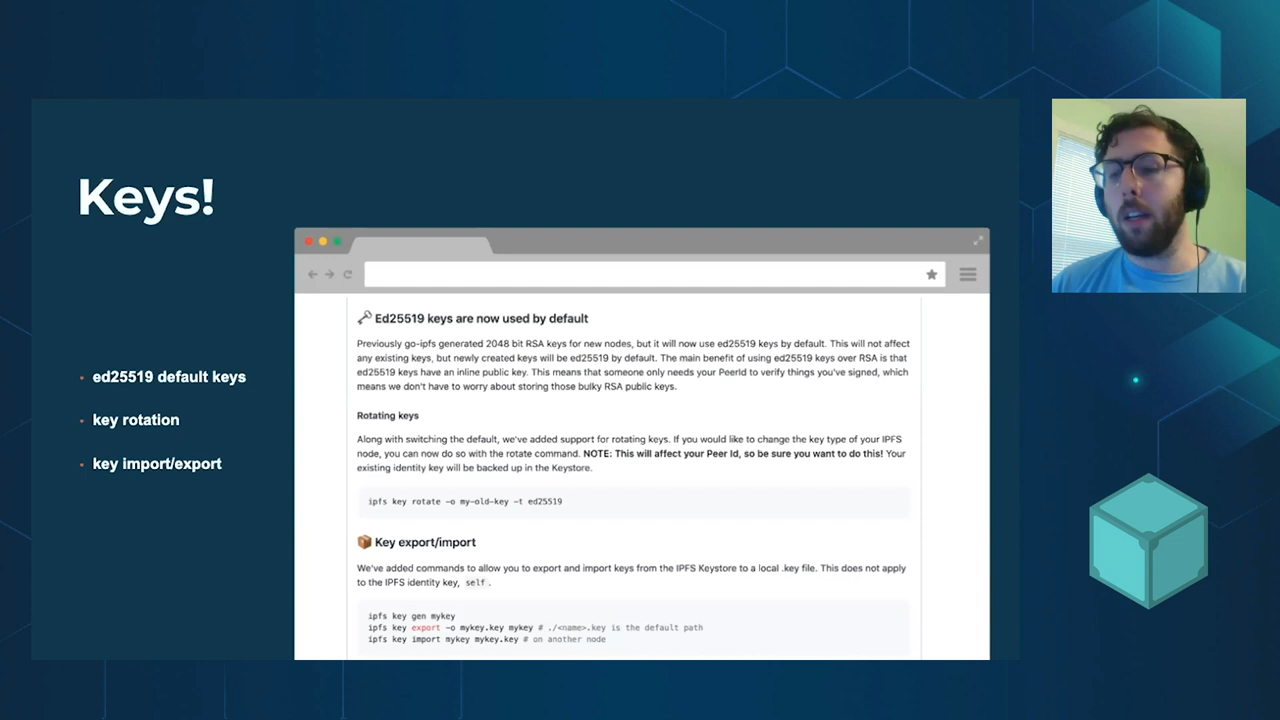 Keys!
ed25519 default keys
key rotation
key import/export
Ed25519 keys are now used by default
Previously go-ipfs generated 2048 bit RSA keys for new nodes, but it will now use ed25519 keys by default. This will not affect
any existing keys, but newly created keys will be ed25519 by default. The main benefit of using ed25519 keys over RSA is that
ed25519 keys have an inline public key. This means that someone only needs your PeerId to verify things you've signed, which
means we don't have to worry about storing those bulky RSA public keys.
Rotating keys
Along with switching the default, we've added support for rotating keys. If you would like to change the key type of your IPFS
node, you can now do so with the rotate command. NOTE: This will affect your Peer Id, so be sure you want to do this! Your
existing identity key will be backed up in the Keystore.
ipfs key rotate -o my-old-key -t ed25519
Key export/import
We've added commands to allow you to export and import keys from the IPFS Keystore to a local .key file. This does not apply
to the IPFS identity key, self .
ipfs key gen mykey
ipfs key export -o mykey.key mykey # ./<name>.key is the default path
ipfs key import mykey mykey.key # on another node